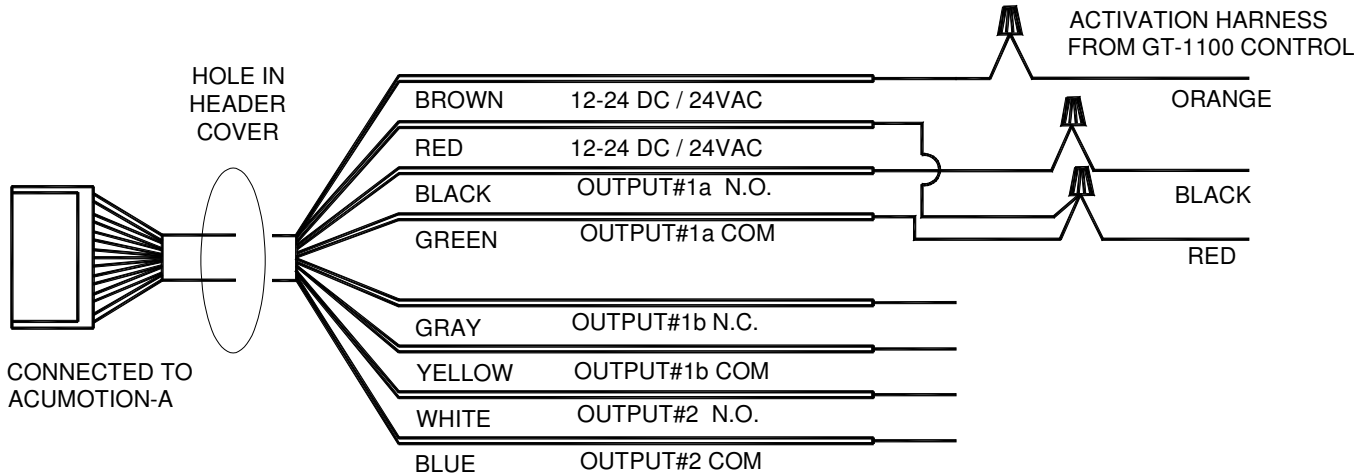 ACTIVATION HARNESS
FROM GT-1100 CONTROL
HOLE IN
HEADER
COVER
BROWN 12-24 DC / 24VAC
ORANGE
RED 12-24 DC / 24VAC
BLACK OUTPUT#1a N.O.
BLACK
GREEN OUTPUT#1a COM
RED
GRAY OUTPUT#1b N.C.
YELLOW OUTPUT#1b COM
WHITE OUTPUT#2 N.O.
BLUE OUTPUT#2 COM
CONNECTED TO
ACUMOTION-A